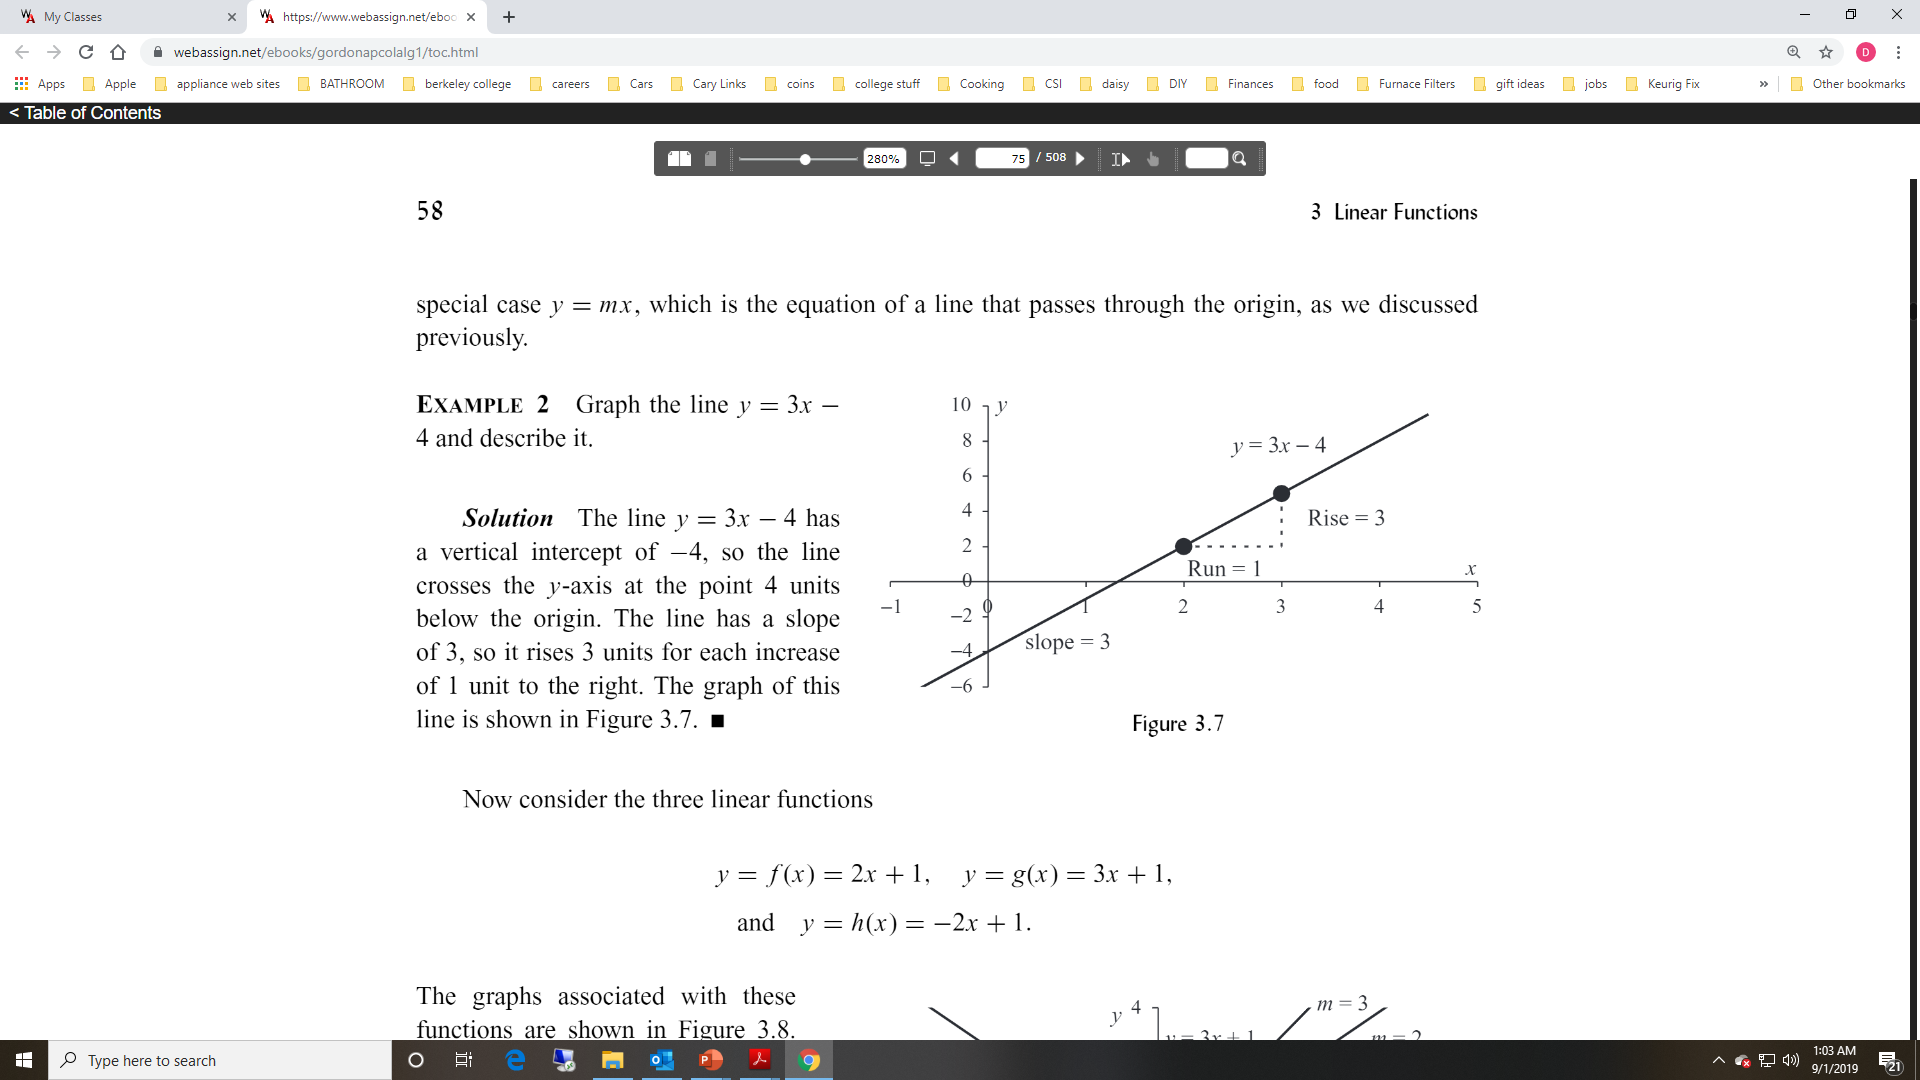 My Classes
https://www.webassign.net/eboo
webassign.net/ebooks/gordonapcolalg1/toc.html
D
Apps Apple appliance web sites BATHROOM berkeley college careers Cars Cary Links coins college stuff Cooking CSI daisy DIY Finances food Furnace Filters gift ideas jobs Keurig Fix » Other bookmarks
< Table of Contents
280% 75 / 508
58 3 Linear Functions
special case y = mx, which is the equation of a line that passes through the origin, as we discussed
previously.
EXAMPLE 2 Graph the line y = 3x −
4 and describe it.
Solution The line y = 3x − 4 has
a vertical intercept of −4, so the line
crosses the y-axis at the point 4 units
below the origin. The line has a slope
of 3, so it rises 3 units for each increase
of 1 unit to the right. The graph of this
line is shown in Figure 3.7. ■
10 y
8
y = 3x − 4
6
4
Rise = 3
2
Run = 1
x
0
−1 0 1 2 3 4 5
−2
slope = 3
−4
−6
Figure 3.7
Now consider the three linear functions
y = f(x) = 2x + 1, y = g(x) = 3x + 1,
and y = h(x) = −2x + 1.
The graphs associated with these
functions are shown in Figure 3.8.
y 4
m = 3
y = 3x + 1
m = 2
Type here to search
1:03 AM
9/1/2019
21